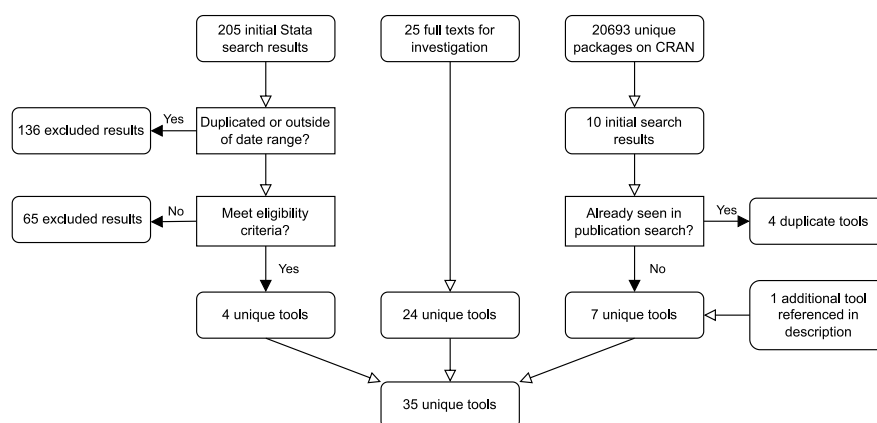 205 initial Stata
search results
25 full texts for
investigation
20693 unique
packages on CRAN
136 excluded results
Yes
Duplicated or outside
of date range?
10 initial search
results
65 excluded results
No
Meet eligibility
criteria?
Already seen in
publication search?
Yes
4 duplicate tools
Yes
No
4 unique tools
24 unique tools
7 unique tools
1 additional tool
referenced in
description
35 unique tools